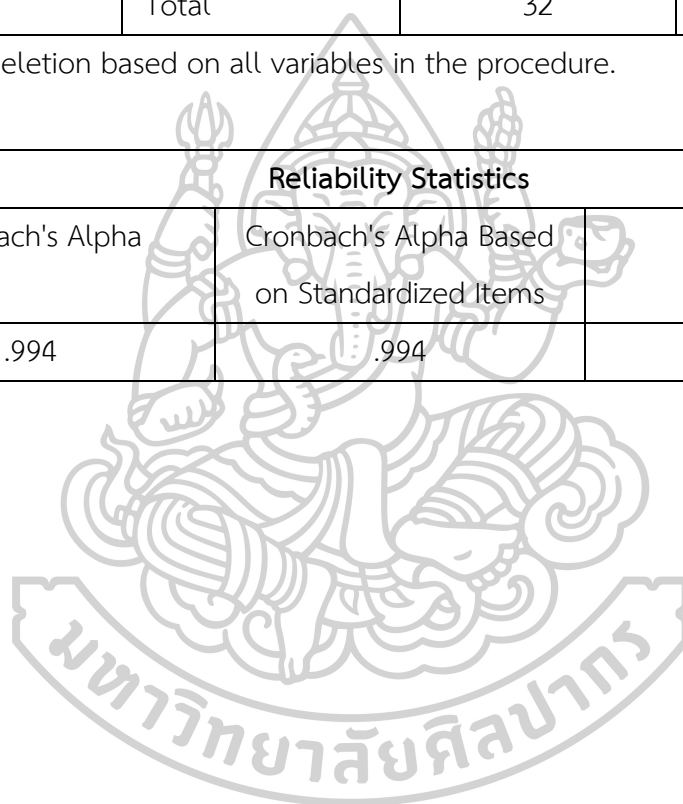 Total 32
eletion based on all variables in the procedure.
Reliability Statistics
ach's Alpha Cronbach's Alpha Based
on Standardized Items
.994 .994
มหาวิทยาลัยศิลปากร